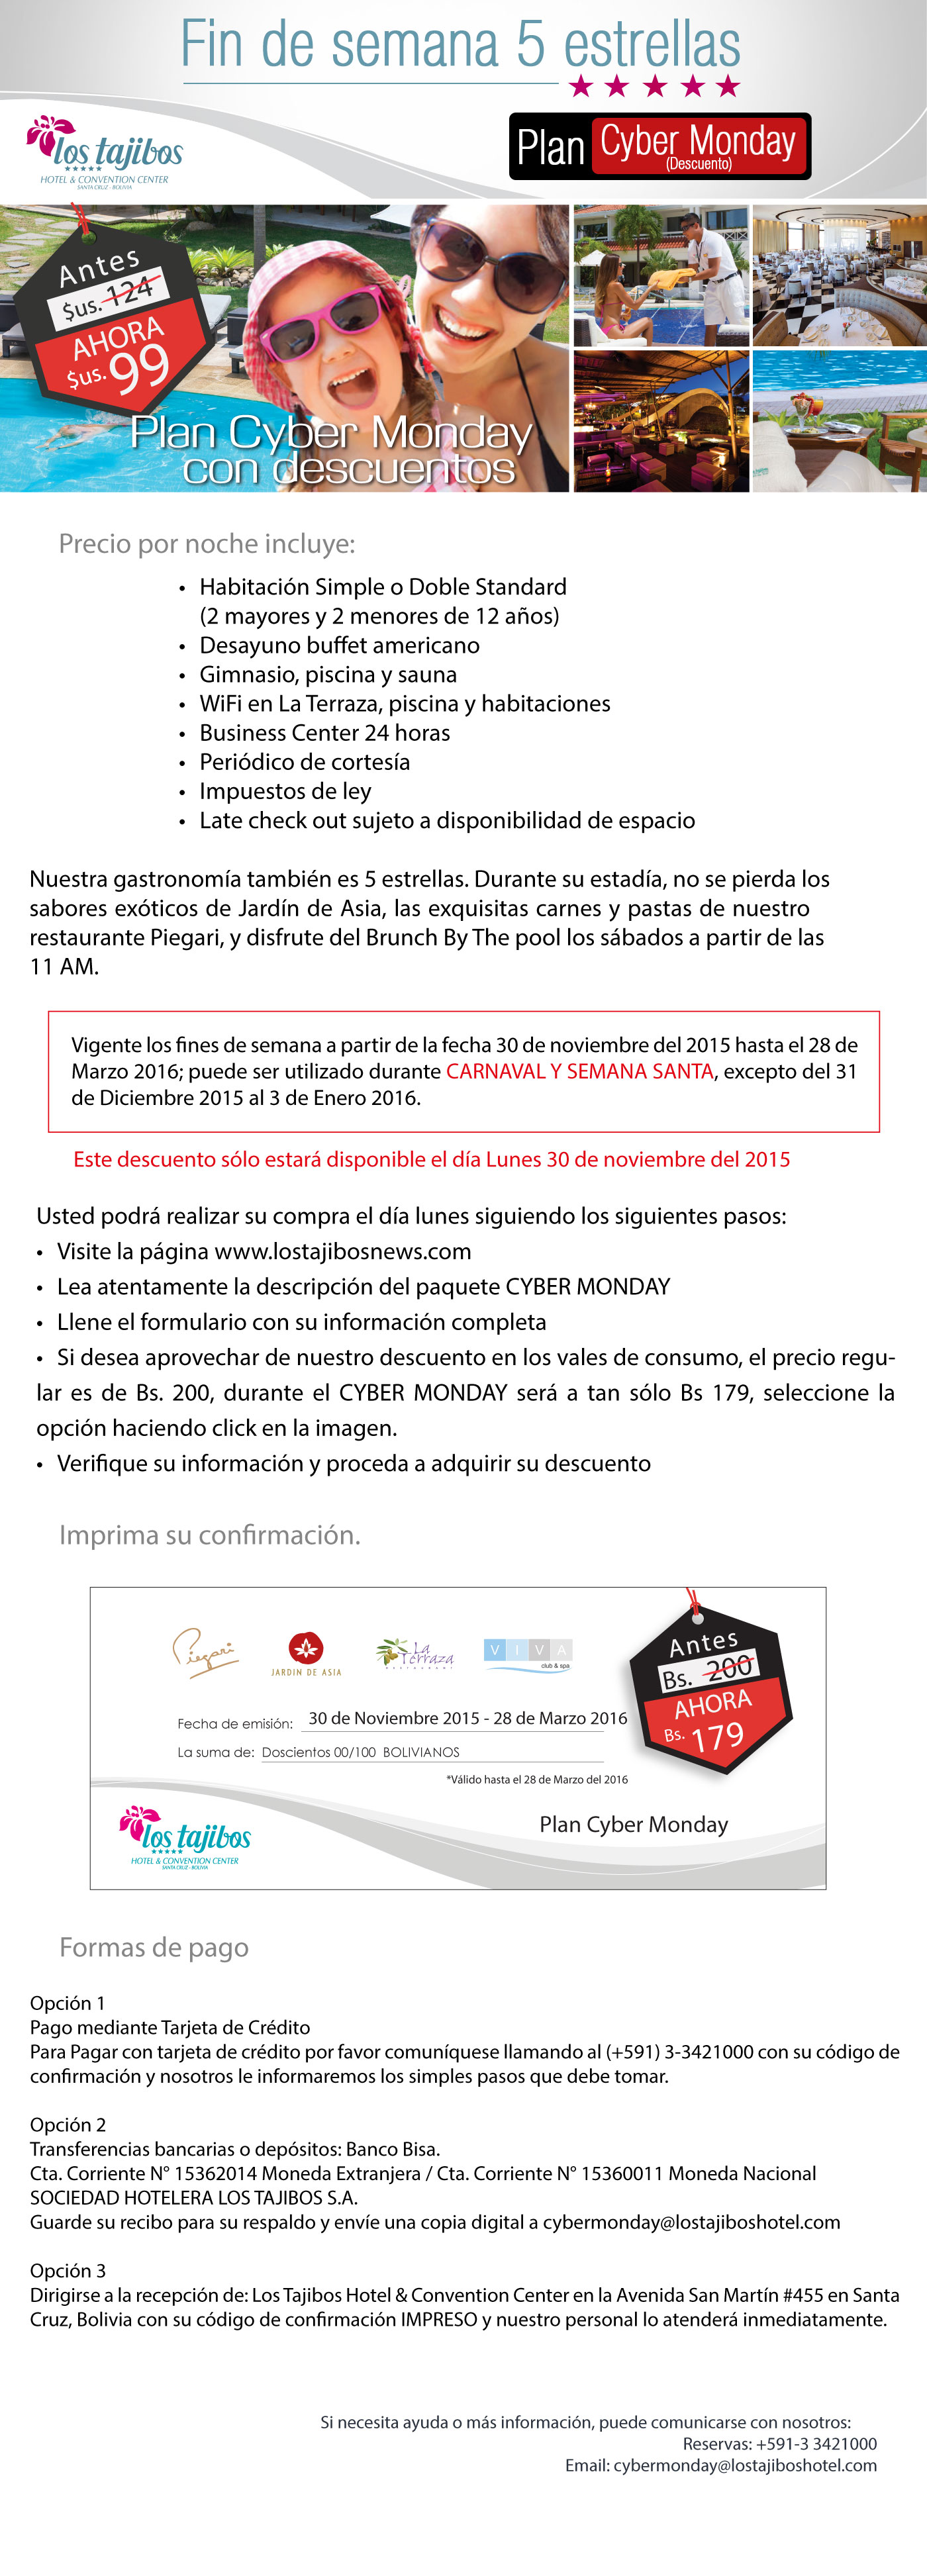 Fin de semana 5 estrellas
los tajibos
HOTEL & CONVENTION CENTER
SANTA CRUZ - BOLIVIA
Plan Cyber Monday
(Descuento)
Antes
$us. 124
AHORA
$us. 99
Plan Cyber Monday
con descuentos
Precio por noche incluye:
• Habitación Simple o Doble Standard
(2 mayores y 2 menores de 12 años)
• Desayuno buffet americano
• Gimnasio, piscina y sauna
• WiFi en La Terraza, piscina y habitaciones
• Business Center 24 horas
• Periódico de cortesía
• Impuestos de ley
• Late check out sujeto a disponibilidad de espacio
Nuestra gastronomía también es 5 estrellas. Durante su estadía, no se pierda los
sabores exóticos de Jardín de Asia, las exquisitas carnes y pastas de nuestro
restaurante Piegari, y disfrute del Brunch By The pool los sábados a partir de las
11 AM.
Vigente los fines de semana a partir de la fecha 30 de noviembre del 2015 hasta el 28 de
Marzo 2016; puede ser utilizado durante CARNAVAL Y SEMANA SANTA, excepto del 31
de Diciembre 2015 al 3 de Enero 2016.
Este descuento sólo estará disponible el día Lunes 30 de noviembre del 2015
Usted podrá realizar su compra el día lunes siguiendo los siguientes pasos:
• Visite la página www.lostajibosnews.com
• Lea atentamente la descripción del paquete CYBER MONDAY
• Llene el formulario con su información completa
• Si desea aprovechar de nuestro descuento en los vales de consumo, el precio regu-
lar es de Bs. 200, durante el CYBER MONDAY será a tan sólo Bs 179, seleccione la
opción haciendo click en la imagen.
• Verifique su información y proceda a adquirir su descuento
Imprima su confirmación.
Piegari
JARDIN DE ASIA
La Terraza
RESTAURANT
VIVA
club & spa
Antes
Bs. 200
AHORA
Bs. 179
Fecha de emisión: 30 de Noviembre 2015 - 28 de Marzo 2016
La suma de: Doscientos 00/100 BOLIVIANOS
*Válido hasta el 28 de Marzo del 2016
los tajibos
HOTEL & CONVENTION CENTER
SANTA CRUZ - BOLIVIA
Plan Cyber Monday
Formas de pago
Opción 1
Pago mediante Tarjeta de Crédito
Para Pagar con tarjeta de crédito por favor comuníquese llamando al (+591) 3-3421000 con su código de
confirmación y nosotros le informaremos los simples pasos que debe tomar.
Opción 2
Transferencias bancarias o depósitos: Banco Bisa.
Cta. Corriente N° 15362014 Moneda Extranjera / Cta. Corriente N° 15360011 Moneda Nacional
SOCIEDAD HOTELERA LOS TAJIBOS S.A.
Guarde su recibo para su respaldo y envíe una copia digital a cybermonday@lostajiboshotel.com
Opción 3
Dirigirse a la recepción de: Los Tajibos Hotel & Convention Center en la Avenida San Martín #455 en Santa
Cruz, Bolivia con su código de confirmación IMPRESO y nuestro personal lo atenderá inmediatamente.
Si necesita ayuda o más información, puede comunicarse con nosotros:
Reservas: +591-3 3421000
Email: cybermonday@lostajiboshotel.com